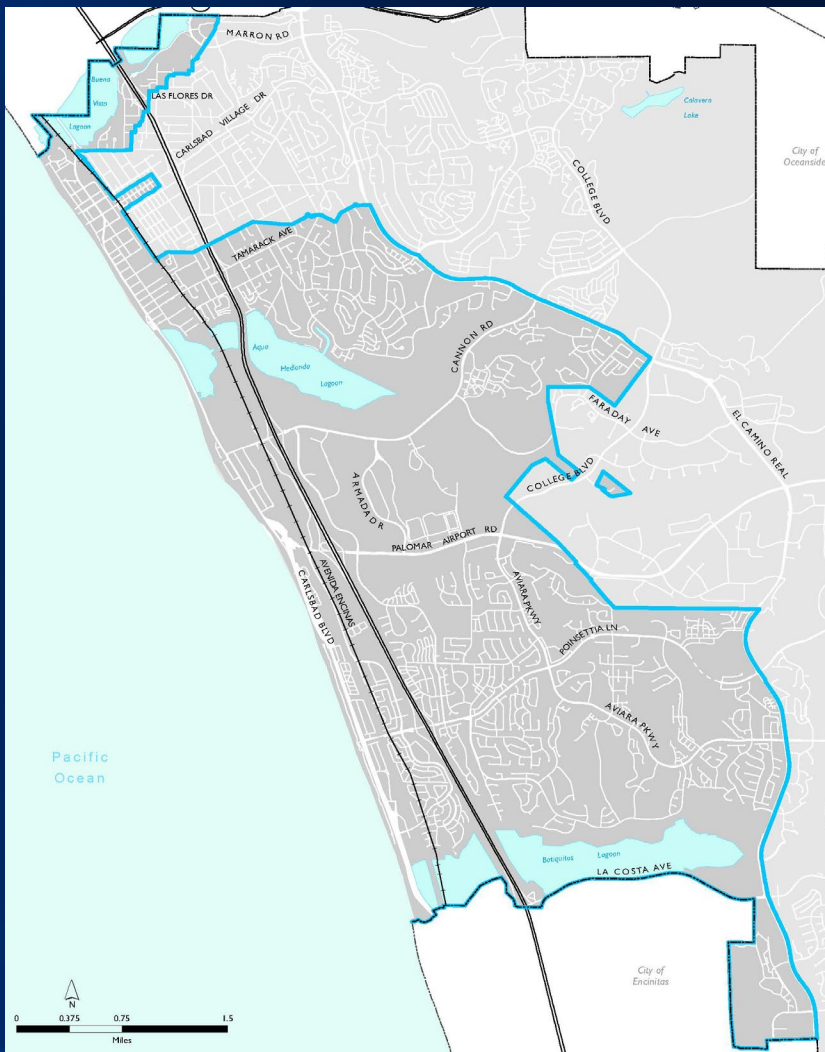 MARRON RD
Buena
Vista
Lagoon
LAS FLORES DR
CARLSBAD VILLAGE DR
Calavera
Lake
City of
Oceanside
COLLEGE BLVD
TAMARACK AVE
Agua
Hedionda
Lagoon
CANNON RD
FARADAY AVE
EL CAMINO REAL
COLLEGE BLVD
ARMADA DR
PALOMAR AIRPORT RD
AVENIDA ENCINAS
CARLSBAD BLVD
AVIARA PKWY
POINSETTIA LN
AVIARA PKWY
Pacific
Ocean
Batiquitos Lagoon
LA COSTA AVE
City of
Encinitas
N
0 0.375 0.75 1.5
Miles